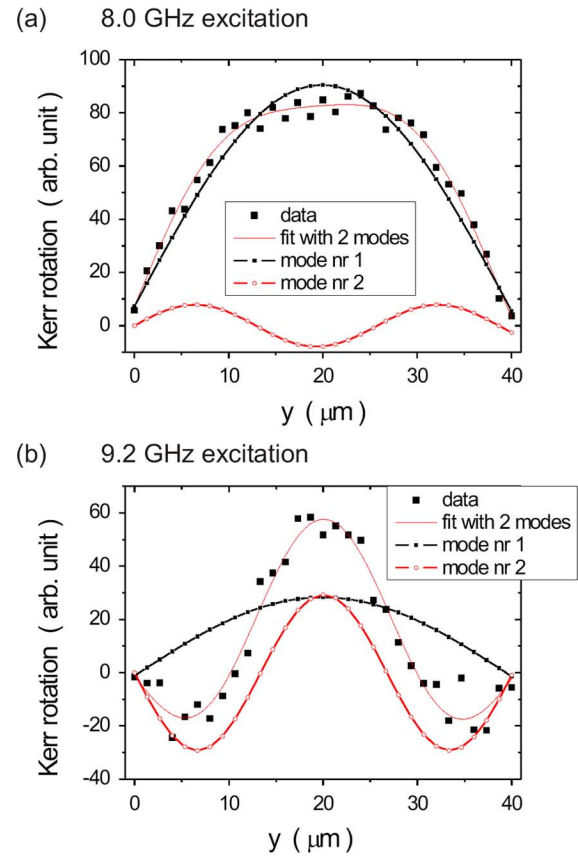 (a) 8.0 GHz excitation
100
80
60
40
20
0
Kerr rotation ( arb. unit )
data
fit with 2 modes
mode nr 1
mode nr 2
0 10 20 30 40
y ( μm )
(b) 9.2 GHz excitation
60
40
20
0
-20
-40
Kerr rotation ( arb. unit )
data
fit with 2 modes
mode nr 1
mode nr 2
0 10 20 30 40
y ( μm )